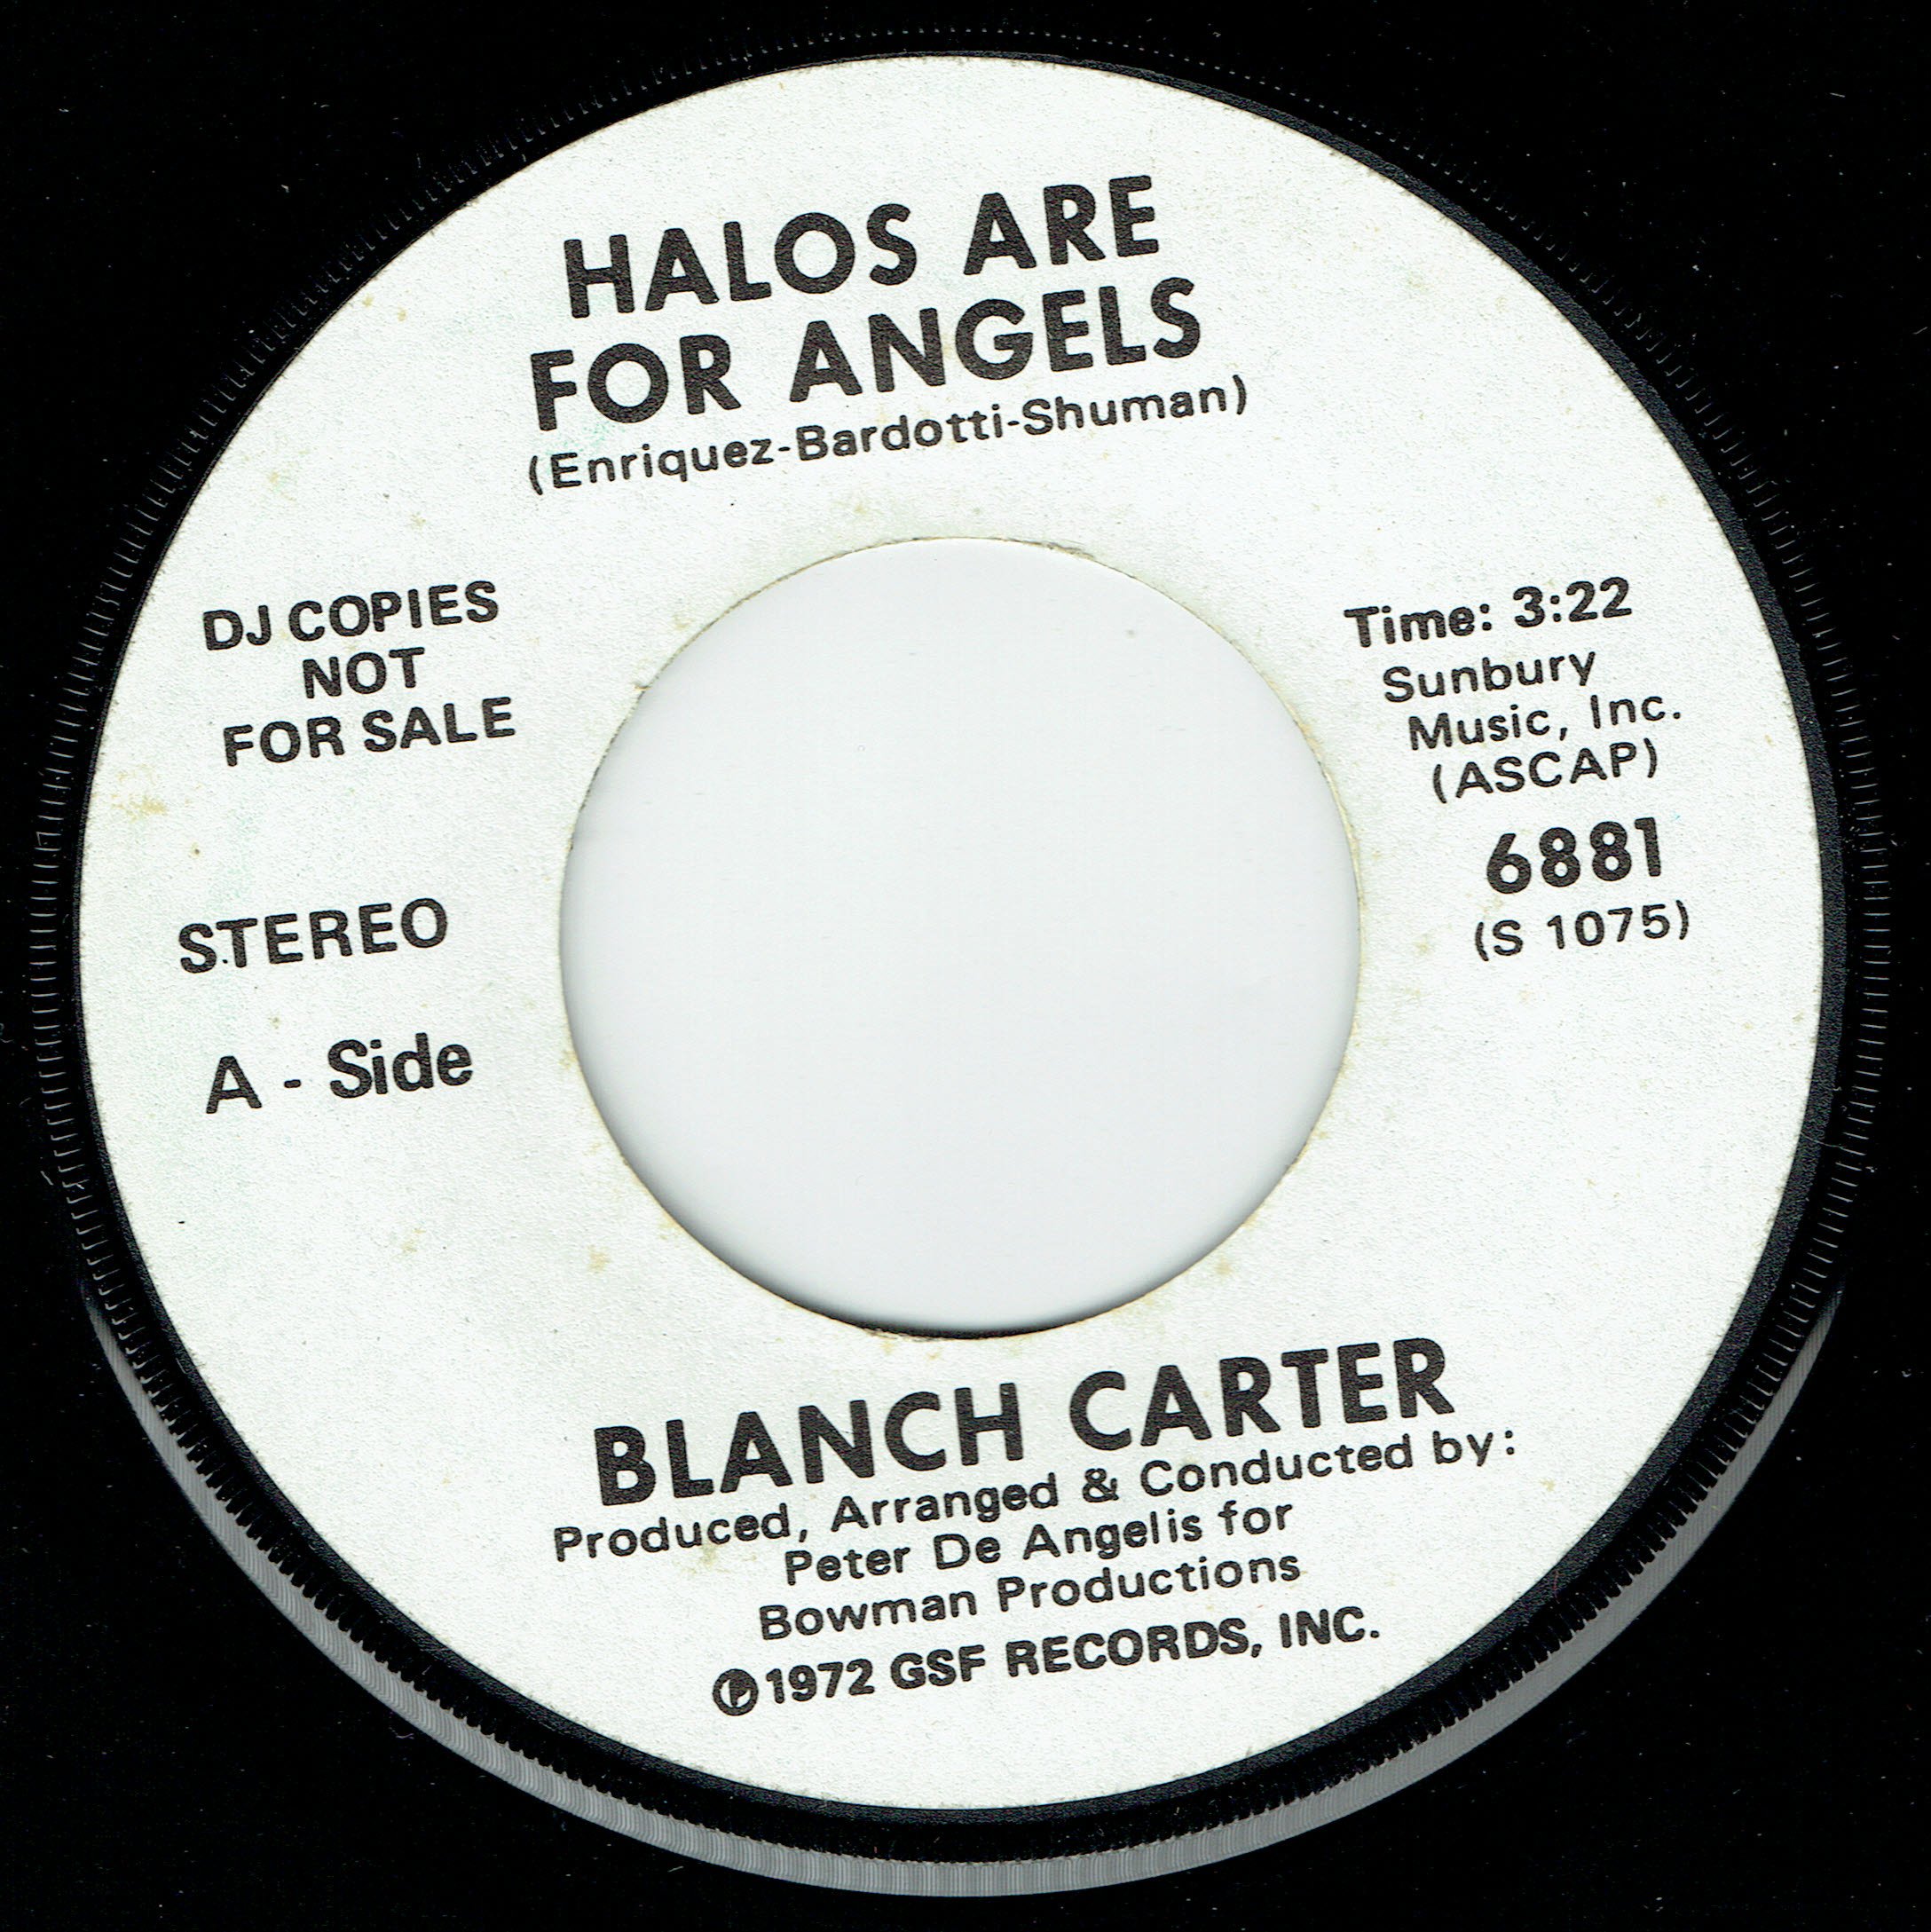 HALOS ARE
FOR ANGELS
(Enriquez-Bardotti-Shuman)
DJ COPIES
NOT
FOR SALE
STEREO
A - Side
Time: 3:22
Sunbury
Music, Inc.
(ASCAP)
6881
(S 1075)
BLANCH CARTER
Produced, Arranged & Conducted by:
Peter De Angelis for
Bowman Productions
℗1972 GSF RECORDS, INC.